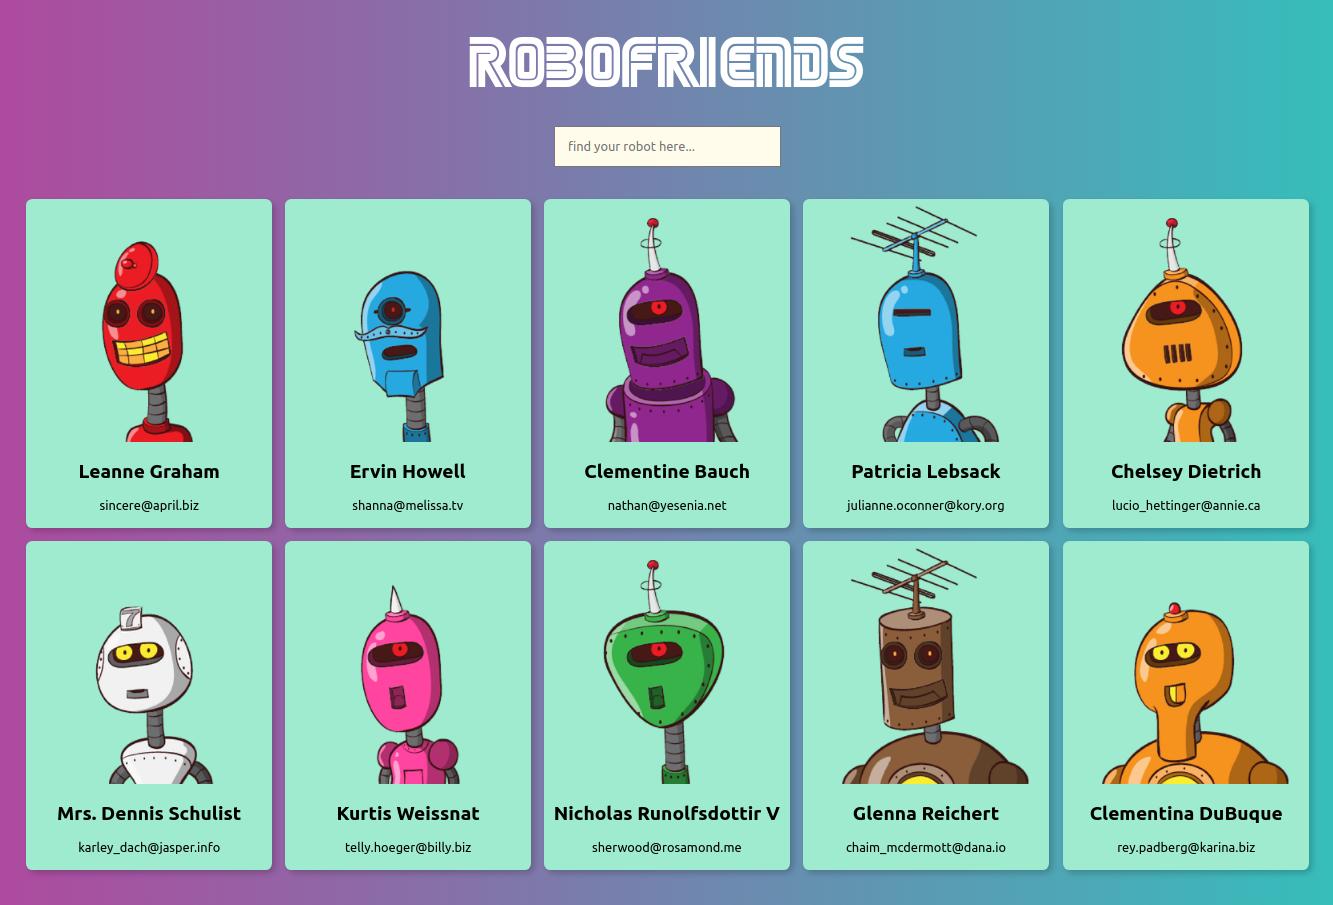 ROBOFRIENDS
find your robot here...
Leanne Graham
sincere@april.biz
Ervin Howell
shanna@melissa.tv
Clementine Bauch
nathan@yesenia.net
Patricia Lebsack
julianne.oconner@kory.org
Chelsey Dietrich
lucio_hettinger@annie.ca
7
Mrs. Dennis Schulist
karley_dach@jasper.info
Kurtis Weissnat
telly.hoeger@billy.biz
Nicholas Runolfsdottir V
sherwood@rosamond.me
Glenna Reichert
chaim_mcdermott@dana.io
Clementina DuBuque
rey.padberg@karina.biz